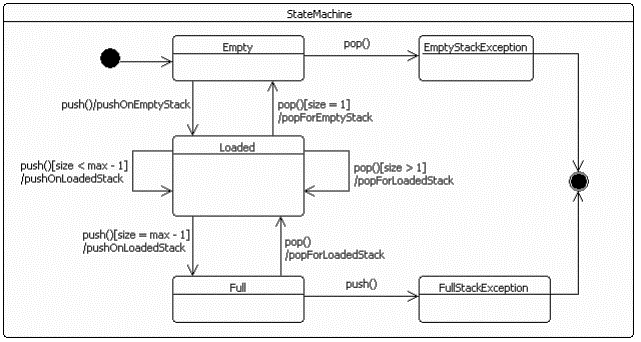 StateMachine
Empty
pop()
EmptyStackException
push()/pushOnEmptyStack
pop()[size = 1]
/popForEmptyStack
Loaded
push()[size < max - 1]
/pushOnLoadedStack
pop()[size > 1]
/popForLoadedStack
push()[size = max - 1]
/pushOnLoadedStack
pop()
/popForLoadedStack
Full
push()
FullStackException